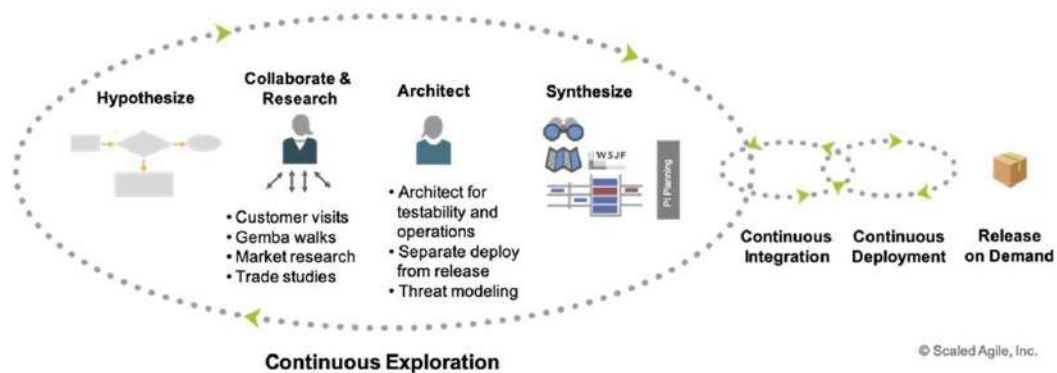 Hypothesize
Collaborate &
Research
Architect
Synthesize
WSJF
PI Planning
• Customer visits
• Gemba walks
• Market research
• Trade studies
• Architect for
testability and
operations
• Separate deploy
from release
• Threat modeling
Continuous
Integration
Continuous
Deployment
Release
on Demand
Continuous Exploration
© Scaled Agile, Inc.